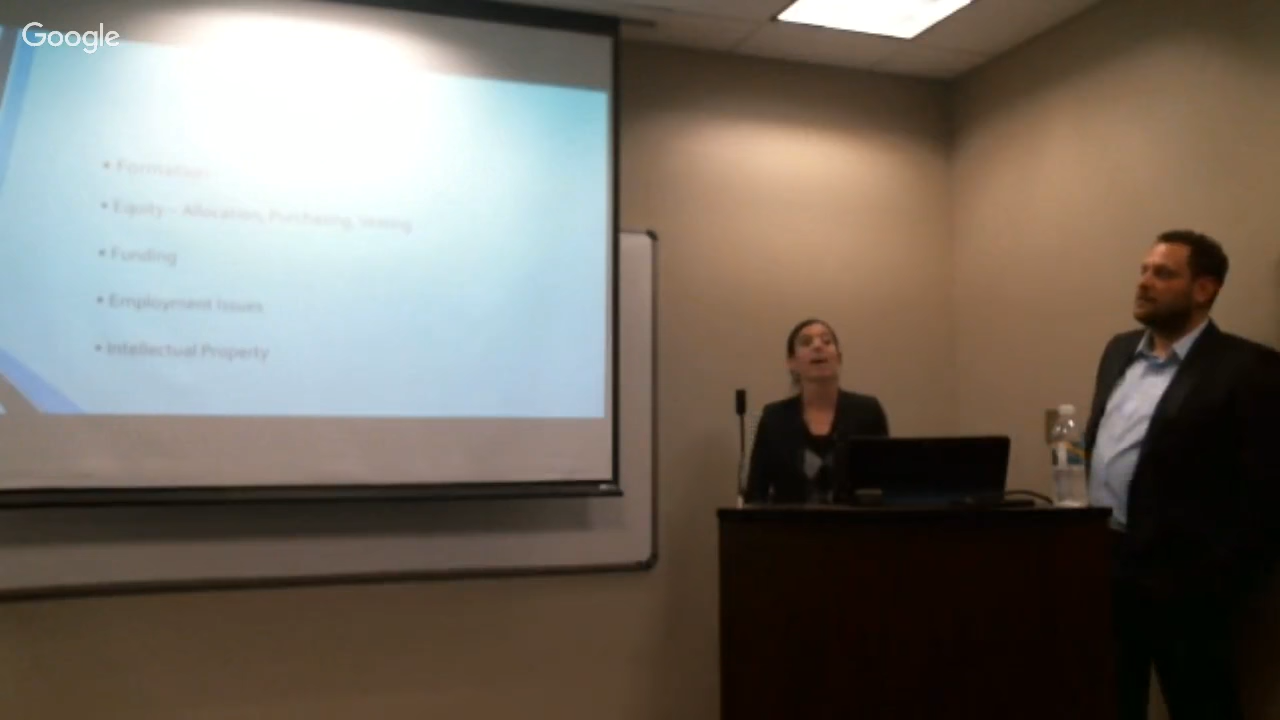 Google
• Formation
• Equity – Allocation, Purchasing, Vesting
• Funding
• Employment Issues
• Intellectual Property